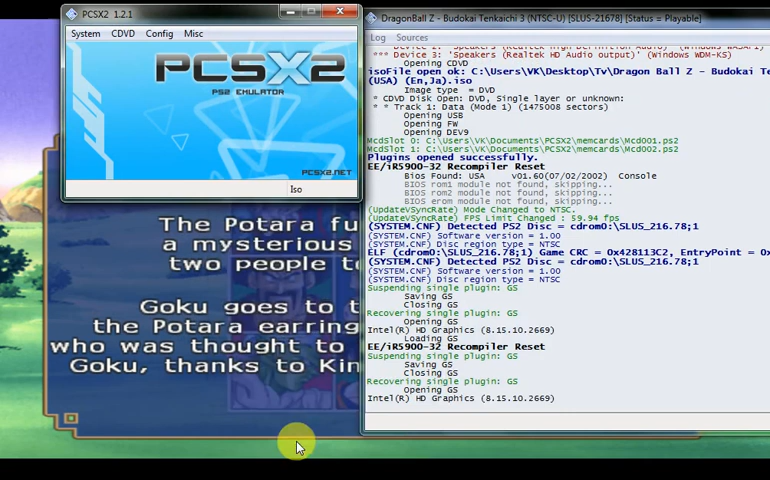 PCSX2 1.2.1
System CDVD Config Misc
PCSX2
PS2 EMULATOR
PCSX2.NET
Iso
The Potara fu
a mysterious
two people to
Goku goes to t
the Potara earring
who was thought to
Goku, thanks to Kin
DragonBall Z - Budokai Tenkaichi 3 (NTSC-U) [SLUS-21678] [Status = Playable]
Log Sources
*** Device 3: 'Speakers (Realtek HD Audio output)' (Windows WDM-KS)
Opening CDVD
isoFile open ok: C:\Users\VK\Desktop\Tv\Dragon Ball Z - Budokai Te
(USA) (En,Ja).iso
Image type = DVD
* CDVD Disk Open: DVD, Single layer or unknown:
* * Track 1: Data (Mode 1) (1475008 sectors)
Opening USB
Opening FW
Opening DEV9
McdSlot 0: C:\Users\VK\Documents\PCSX2\memcards\Mcd001.ps2
McdSlot 1: C:\Users\VK\Documents\PCSX2\memcards\Mcd002.ps2
Plugins opened successfully.
EE/iR5900-32 Recompiler Reset
Bios Found: USA v01.60(07/02/2002) Console
BIOS rom1 module not found, skipping...
BIOS rom2 module not found, skipping...
BIOS erom module not found, skipping...
(UpdateVSyncRate) Mode Changed to NTSC.
(UpdateVSyncRate) FPS Limit Changed : 59.94 fps
(SYSTEM.CNF) Detected PS2 Disc = cdrom0:\SLUS_216.78;1
(SYSTEM.CNF) Software version = 1.00
(SYSTEM.CNF) Disc region type = NTSC
ELF (cdrom0:\SLUS_216.78;1) Game CRC = 0x428113C2, EntryPoint = 0x
(SYSTEM.CNF) Detected PS2 Disc = cdrom0:\SLUS_216.78;1
(SYSTEM.CNF) Software version = 1.00
(SYSTEM.CNF) Disc region type = NTSC
Suspending single plugin: GS
Saving GS
Closing GS
Recovering single plugin: GS
Opening GS
Intel(R) HD Graphics (8.15.10.2669)
Loading GS
EE/iR5900-32 Recompiler Reset
Suspending single plugin: GS
Saving GS
Closing GS
Recovering single plugin: GS
Opening GS
Intel(R) HD Graphics (8.15.10.2669)